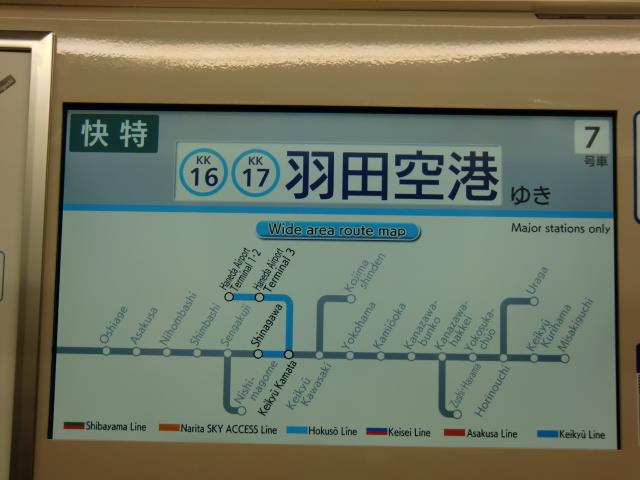 快特
KK
16
KK
17
羽田空港
ゆき
7
号車
Wide area route map
Major stations only
Haneda Airport
Terminal 1·2
Haneda Airport
Terminal 3
Kojima
shinden
Uraga
Oshiage
Asakusa
Nihombashi
Shimbashi
Sengakuji
Shinagawa
Yokohama
Kamiōoka
Kanazawa-
bunko
Kanazawa-
hakkei
Yokosuka-
chuo
Keikyū
Kurihama
Misakiguchi
Nishi-
magome
Keikyū Kamata
Keikyū
Kawasaki
Zushi·Hayama
Horinouchi
Shibayama Line
Narita SKY ACCESS Line
Hokusō Line
Keisei Line
Asakusa Line
Keikyū Line